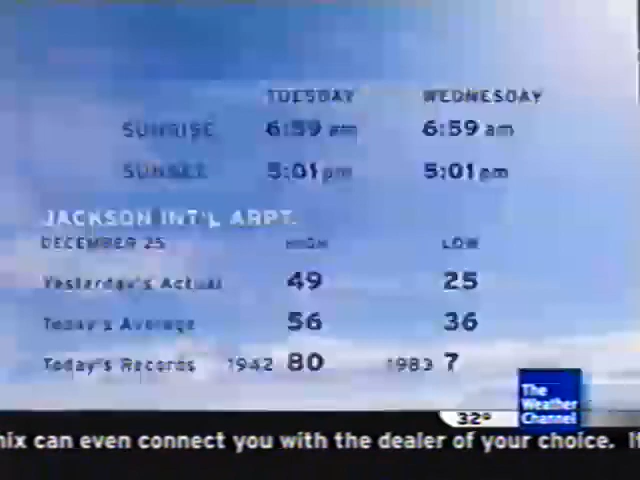 TUESDAY WEDNESDAY
SUNRISE 6:59 am 6:59 am
SUNSET 5:01 pm 5:01 pm
JACKSON INT'L ARPT.
DECEMBER 25 HIGH LOW
Yesterday's Actual 49 25
Today's Average 56 36
Today's Records 1942 80 1983 7
The
Weather
Channel
32°
nix can even connect you with the dealer of your choice. If